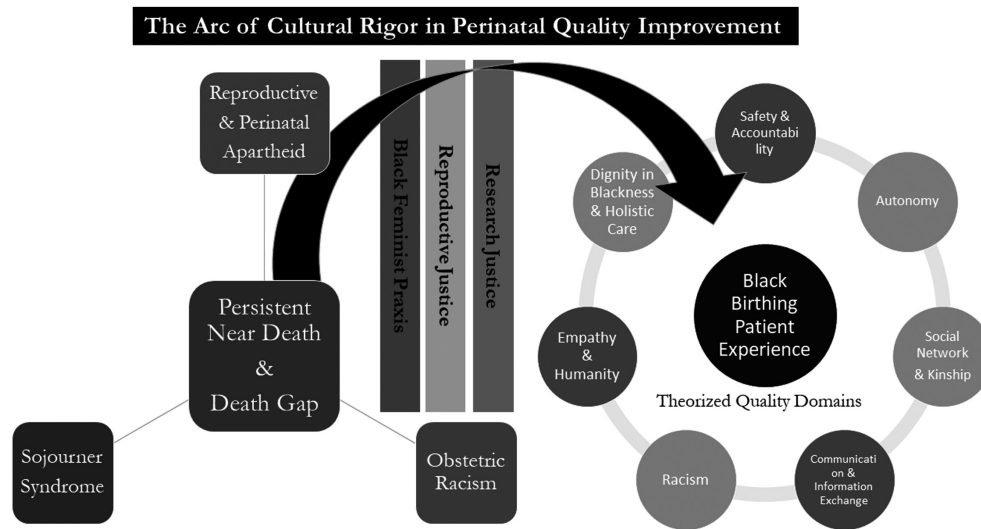 The Arc of Cultural Rigor in Perinatal Quality Improvement
Reproductive
& Perinatal
Apartheid
Persistent
Near Death
&
Death Gap
Sojourner
Syndrome
Obstetric
Racism
Black Feminist Praxis
Reproductive Justice
Research Justice
Safety &
Accountabi
lity
Autonomy
Social
Network
& Kinship
Communicati
on &
Information
Exchange
Racism
Empathy
&
Humanity
Dignity in
Blackness
& Holistic
Care
Black
Birthing
Patient
Experience
Theorized Quality Domains